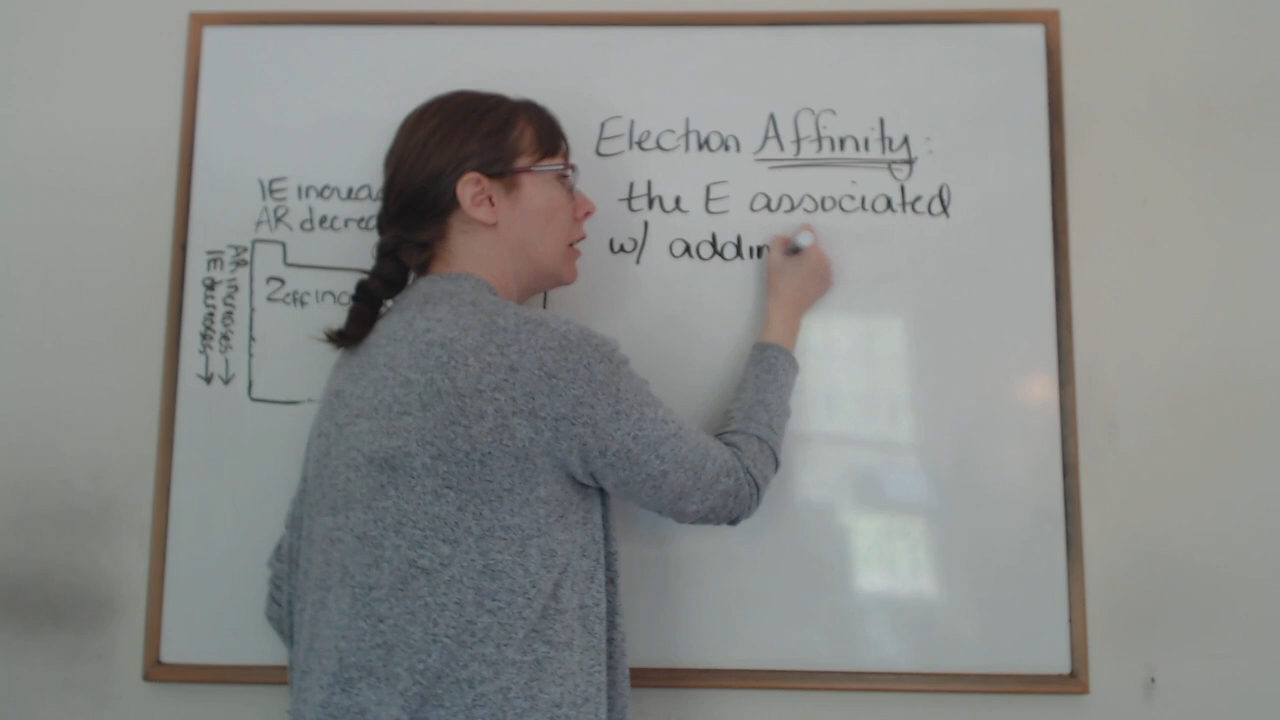 Electron Affinity:
the E associated
w/ addin
IE increas
AR decrea
Zeff inc
AR increases →
IE decreases →